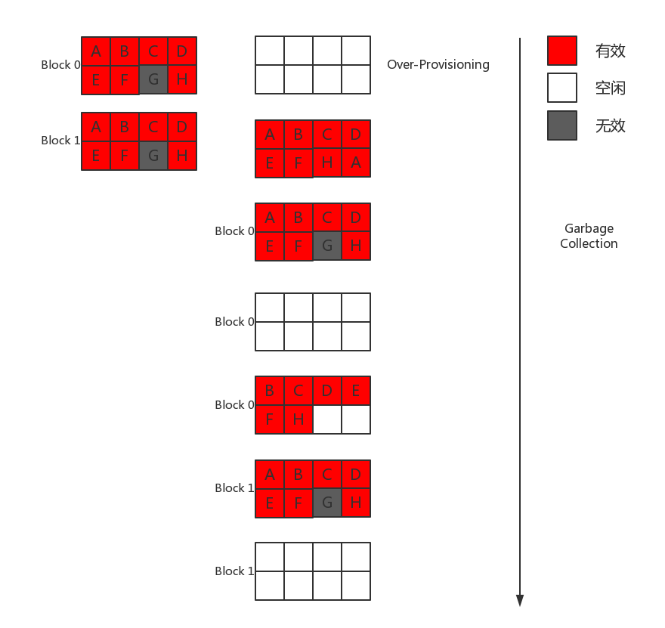 Block 0
A B C D
E F G H
Over-Provisioning
有效
空闲
无效
Block 1
A B C D
E F G H
A B C D
E F H A
Block 0
A B C D
E F G H
Garbage
Collection
Block 0
Block 0
B C D E
F H
Block 1
A B C D
E F G H
Block 1